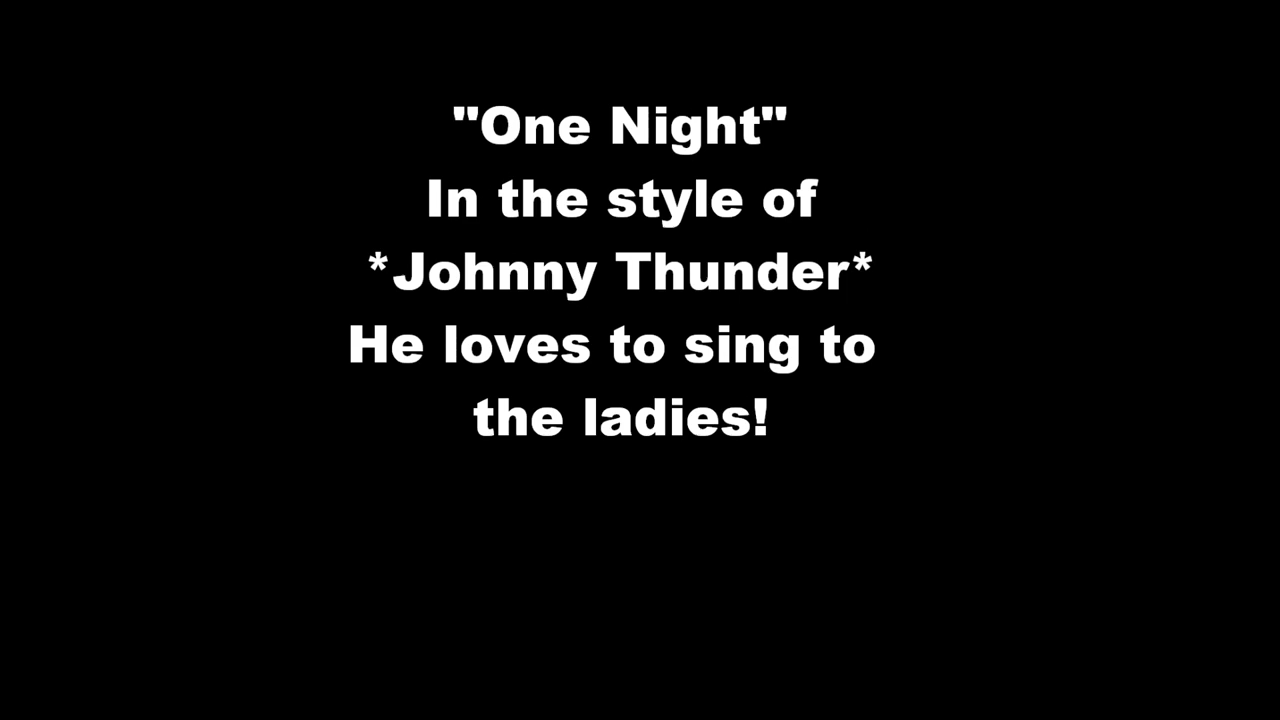 "One Night"
In the style of
*Johnny Thunder*
He loves to sing to
the ladies!